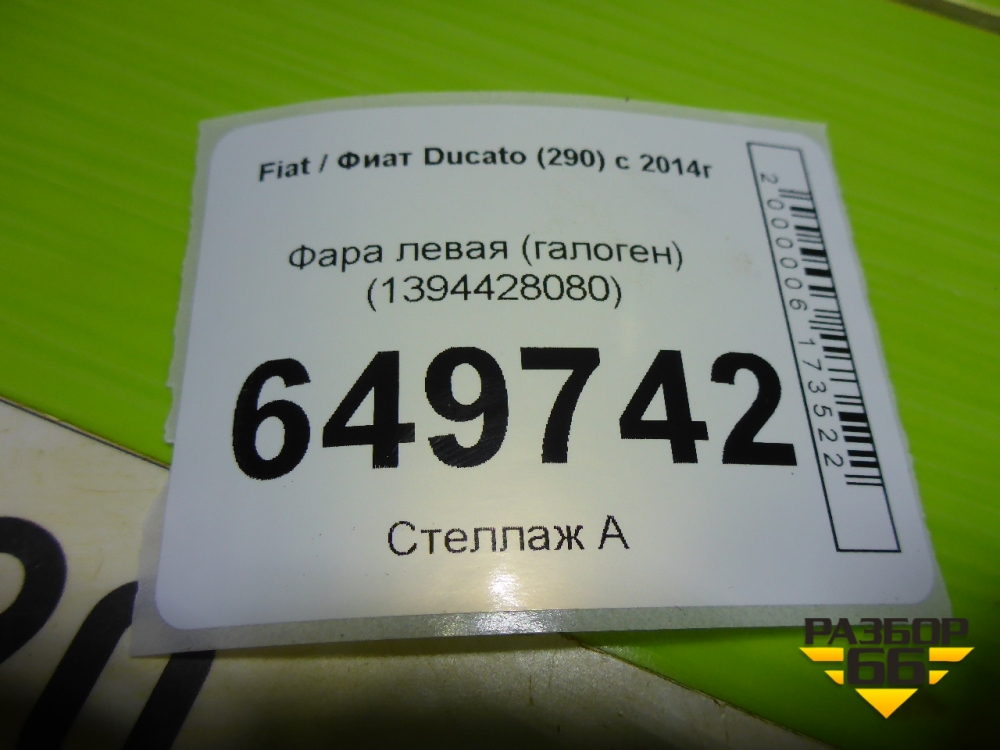 Fiat / Фиат Ducato (290) с 2014г
Фара левая (галоген)
(1394428080)
649742
Стеллаж А
2000006173522
РАЗБОР
66